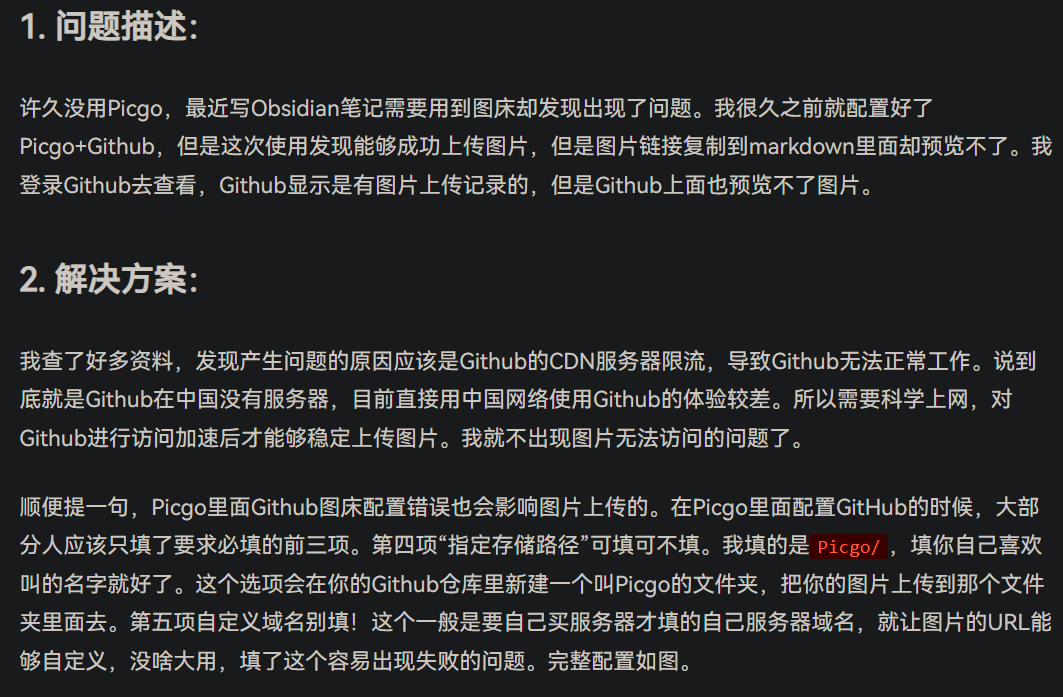 1. 问题描述：
许久没用Picgo，最近写Obsidian笔记需要用到图床却发现出现了问题。我很久之前就配置好了
Picgo+Github，但是这次使用发现能够成功上传图片，但是图片链接复制到markdown里面却预览不了。我
登录Github去查看，Github显示是有图片上传记录的，但是Github上面也预览不了图片。
2. 解决方案：
我查了好多资料，发现产生问题的原因应该是Github的CDN服务器限流，导致Github无法正常工作。说到
底就是Github在中国没有服务器，目前直接用中国网络使用Github的体验较差。所以需要科学上网，对
Github进行访问加速后才能够稳定上传图片。我就不出现图片无法访问的问题了。
顺便提一句，Picgo里面Github图床配置错误也会影响图片上传的。在Picgo里面配置GitHub的时候，大部
分人应该只填了要求必填的前三项。第四项“指定存储路径”可填可不填。我填的是 Picgo/ ，填你自己喜欢
叫的名字就好了。这个选项会在你的Github仓库里新建一个叫Picgo的文件夹，把你的图片上传到那个文件
夹里面去。第五项自定义域名别填！这个一般是要自己买服务器才填的自己服务器域名，就让图片的URL能
够自定义，没啥大用，填了这个容易出现失败的问题。完整配置如图。